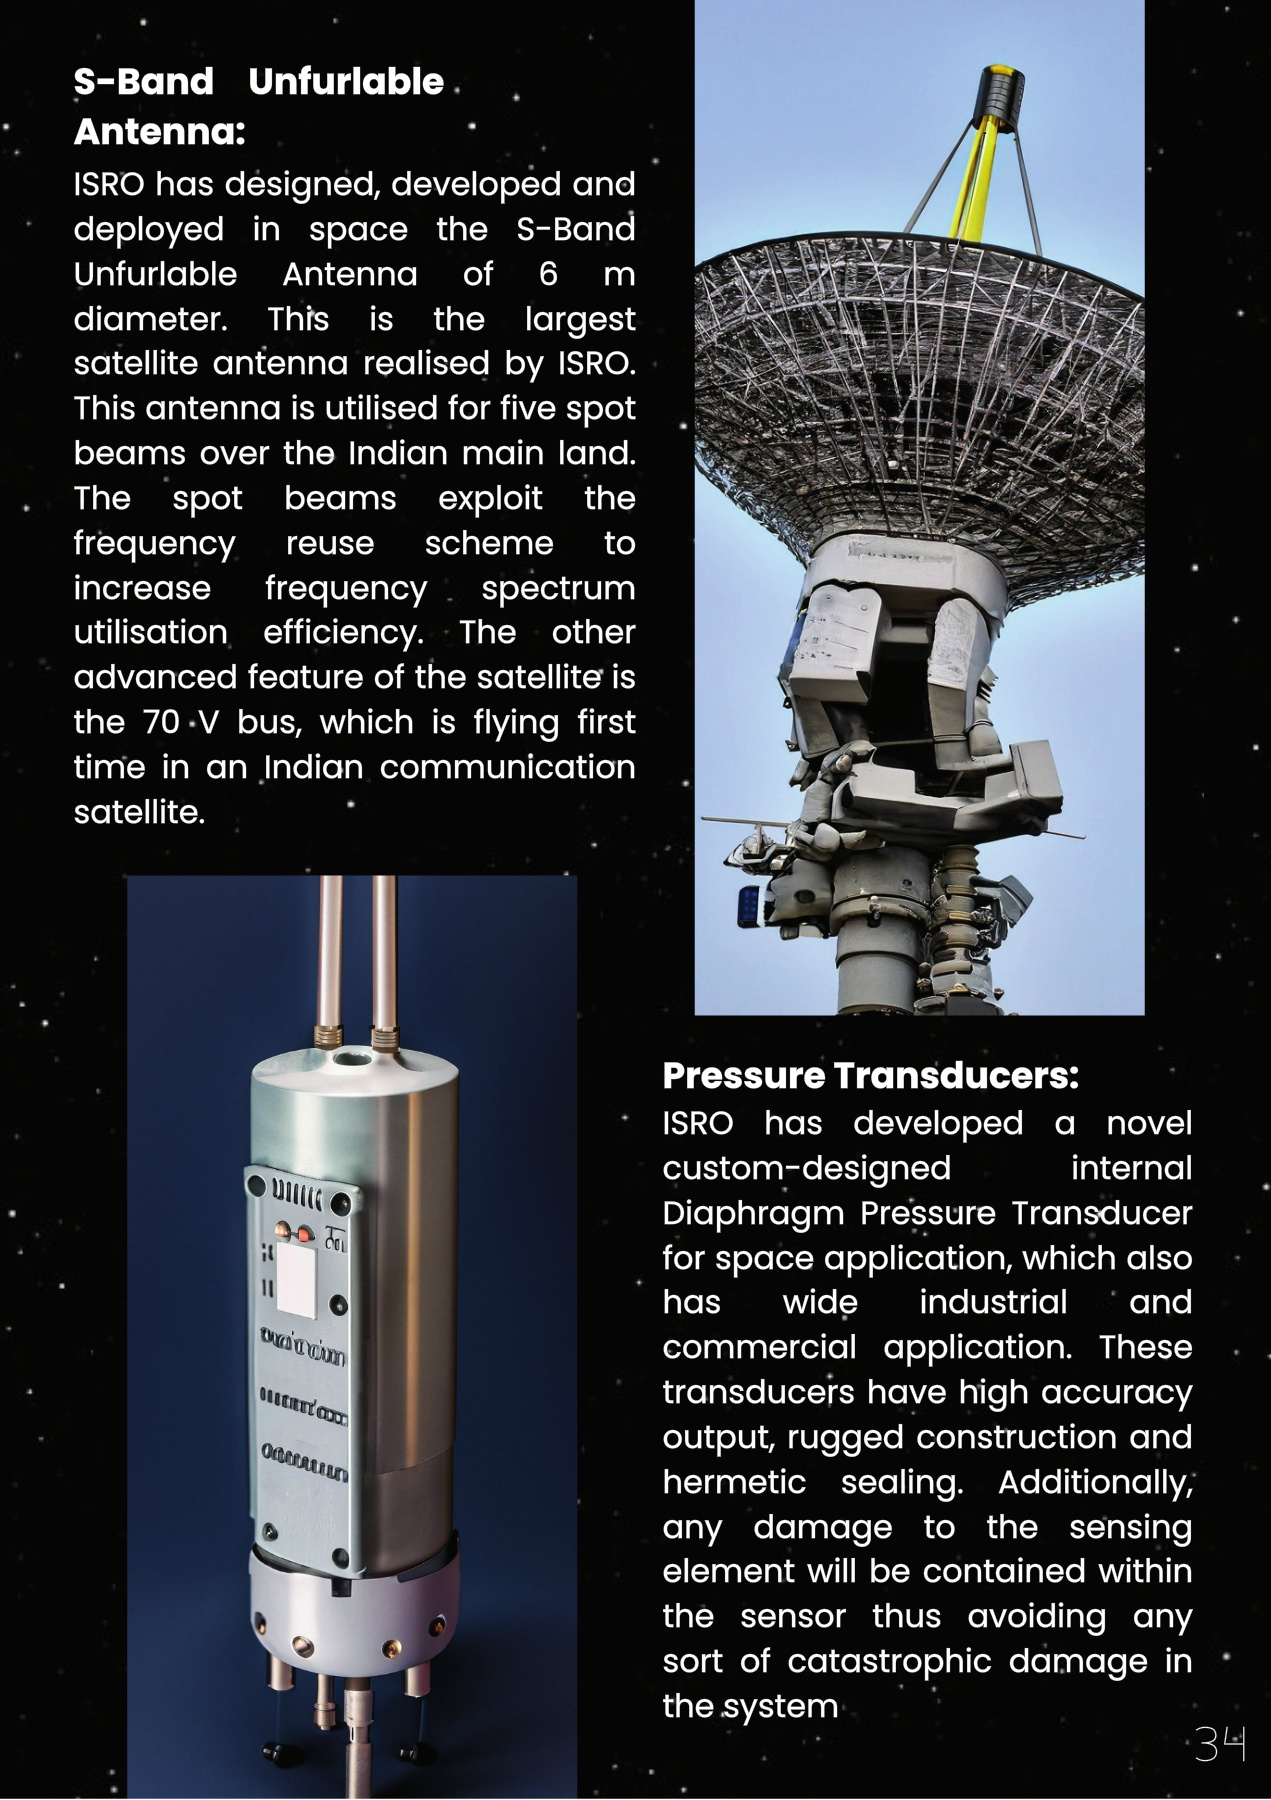 S-Band Unfurlable
Antenna:
ISRO has designed, developed and
deployed in space the S-Band
Unfurlable Antenna of 6 m
diameter. This is the largest
satellite antenna realised by ISRO.
This antenna is utilised for five spot
beams over the Indian main land.
The spot beams exploit the
frequency reuse scheme to
increase frequency spectrum
utilisation efficiency. The other
advanced feature of the satellite is
the 70 V bus, which is flying first
time in an Indian communication
satellite.
Pressure Transducers:
ISRO has developed a novel
custom-designed internal
Diaphragm Pressure Transducer
for space application, which also
has wide industrial and
commercial application. These
transducers have high accuracy
output, rugged construction and
hermetic sealing. Additionally,
any damage to the sensing
element will be contained within
the sensor thus avoiding any
sort of catastrophic damage in
the system
34